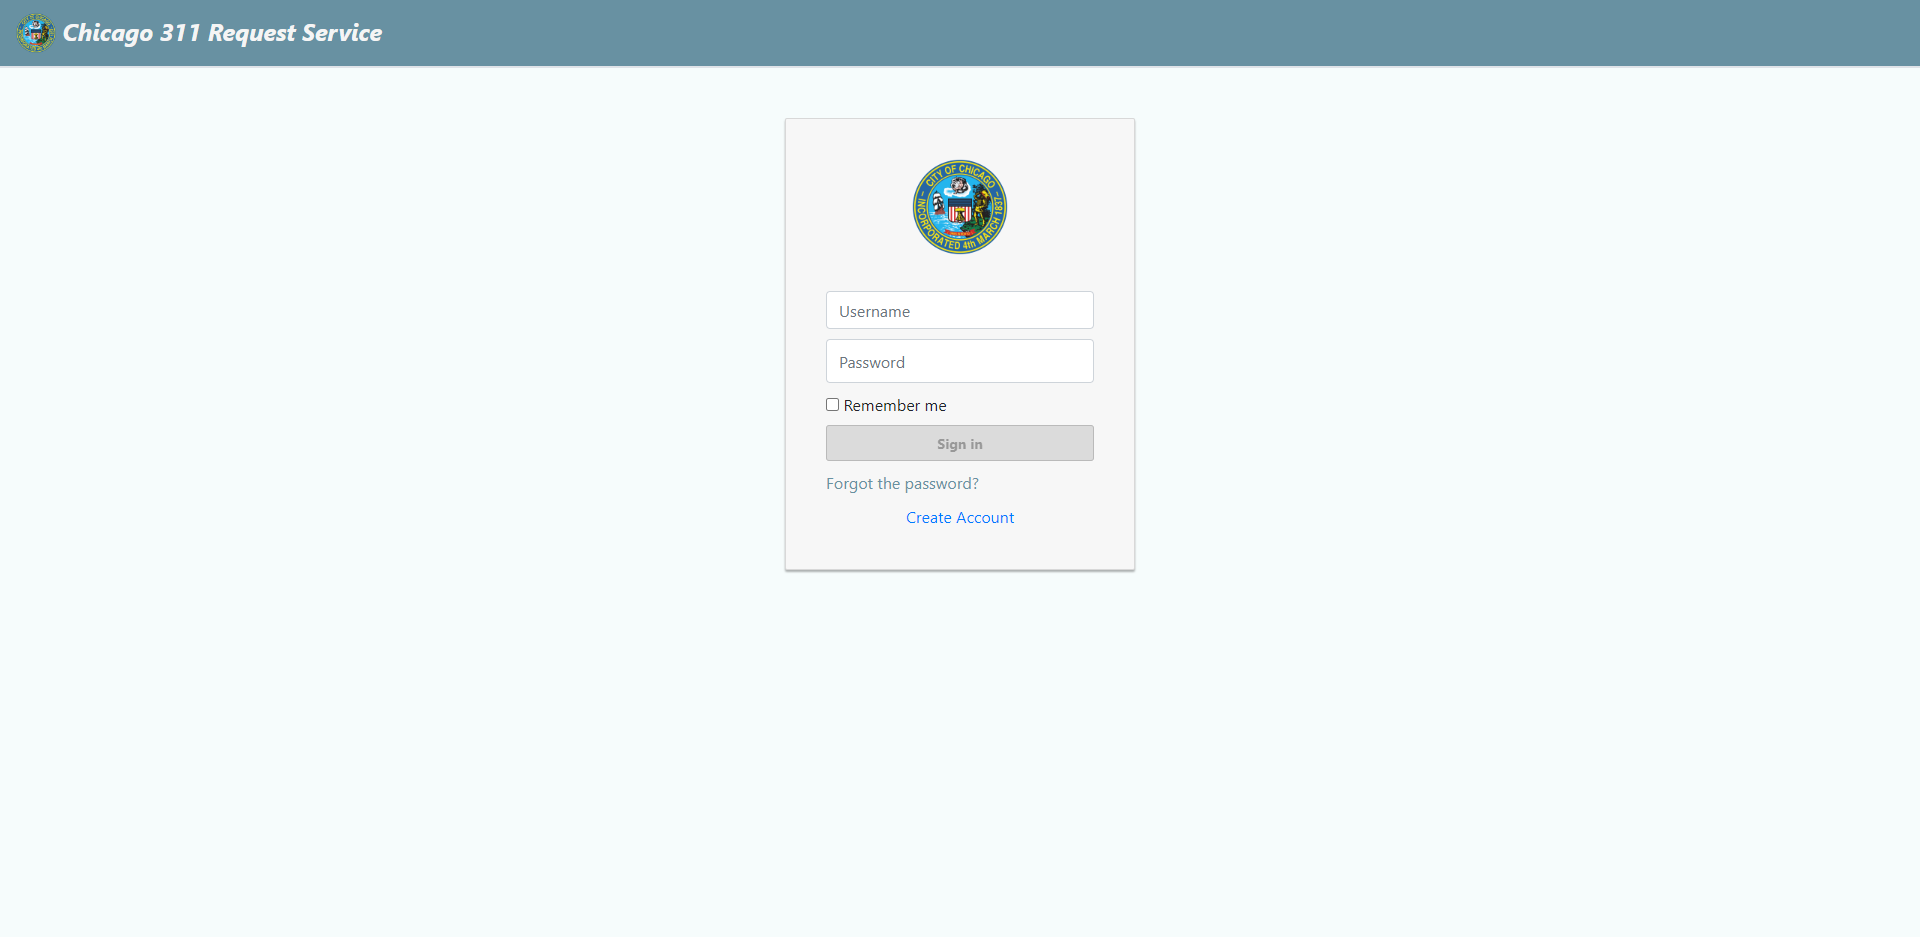 Chicago 311 Request Service
CITY OF CHICAGO
INCORPORATED 4th MARCH 1837
Username
Password
Remember me
Sign in
Forgot the password?
Create Account